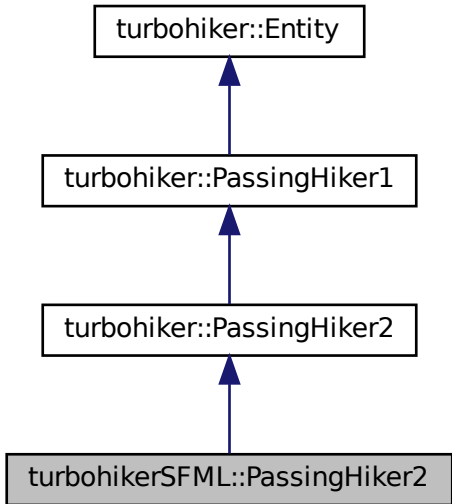 turbohiker::Entity
turbohiker::PassingHiker1
turbohiker::PassingHiker2
turbohikerSFML::PassingHiker2